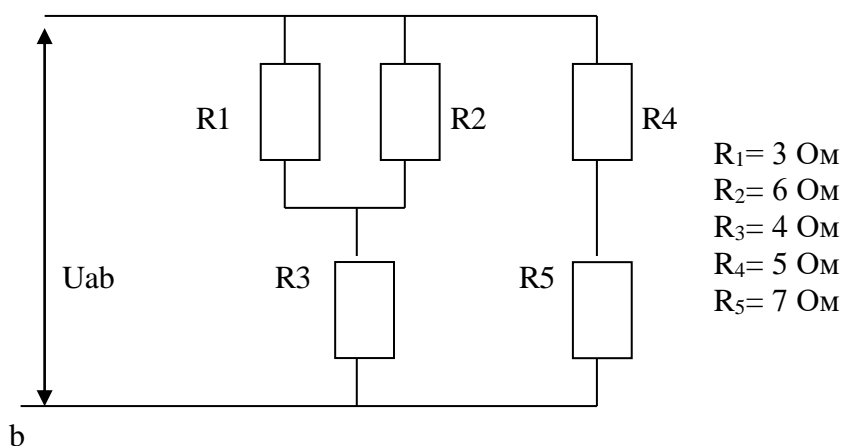 R1
R2
R4
R₁= 3 Ом
R₂= 6 Ом
R₃= 4 Ом
R₄= 5 Ом
R₅= 7 Ом
Uab
R3
R5
b